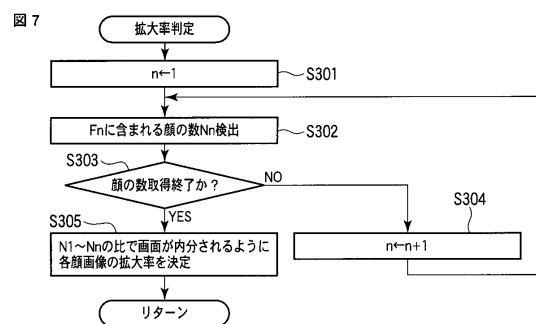 図7
拡大率判定
n←1
S301
Fnに含まれる顔の数Nn検出
S302
S303
顔の数取得終了か?
NO
YES
S304
n←n+1
S305
N1~Nnの比で画面が内分されるように
各顔画像の拡大率を決定
リターン